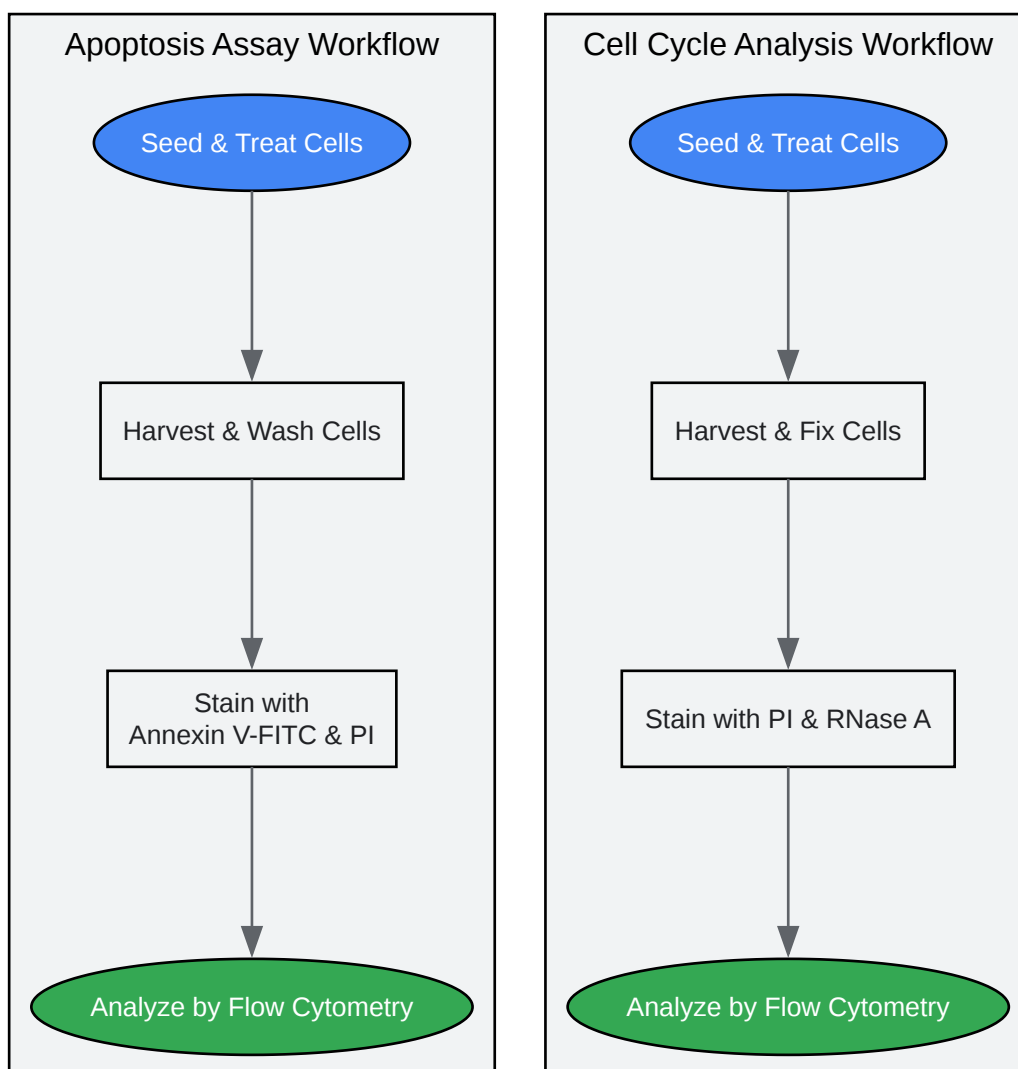 Apoptosis Assay Workflow
Seed & Treat Cells
Harvest & Wash Cells
Stain with
Annexin V-FITC & PI
Analyze by Flow Cytometry
Cell Cycle Analysis Workflow
Seed & Treat Cells
Harvest & Fix Cells
Stain with PI & RNase A
Analyze by Flow Cytometry